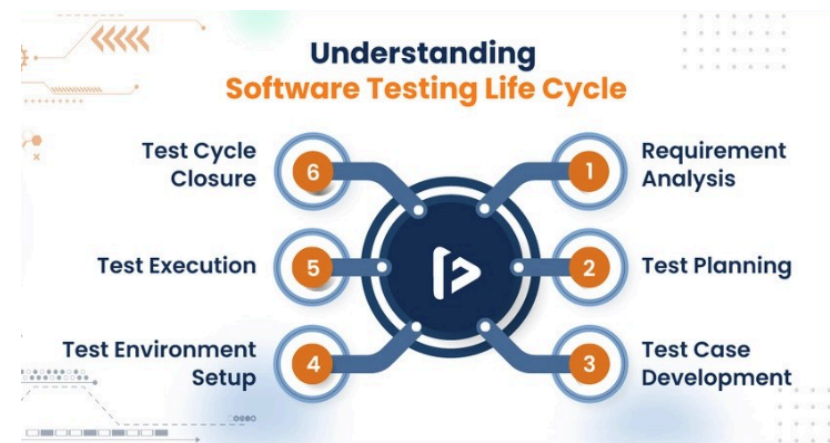 Understanding
Software Testing Life Cycle
1
Requirement
Analysis
2
Test Planning
3
Test Case
Development
4
Test Environment
Setup
5
Test Execution
6
Test Cycle
Closure